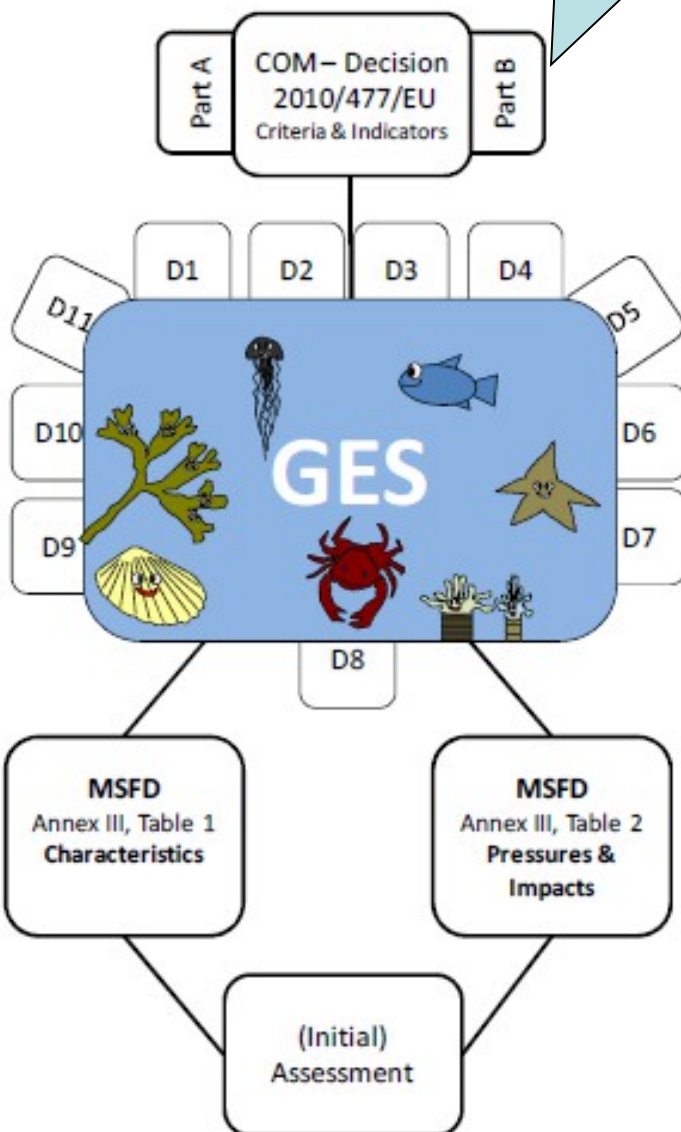 Part A
COM – Decision
2010/477/EU
Criteria & Indicators
Part B
D1
D2
D3
D4
D11
D5
D10
D6
GES
D9
D7
D8
MSFD
Annex III, Table 1
Characteristics
MSFD
Annex III, Table 2
Pressures &
Impacts
(Initial)
Assessment